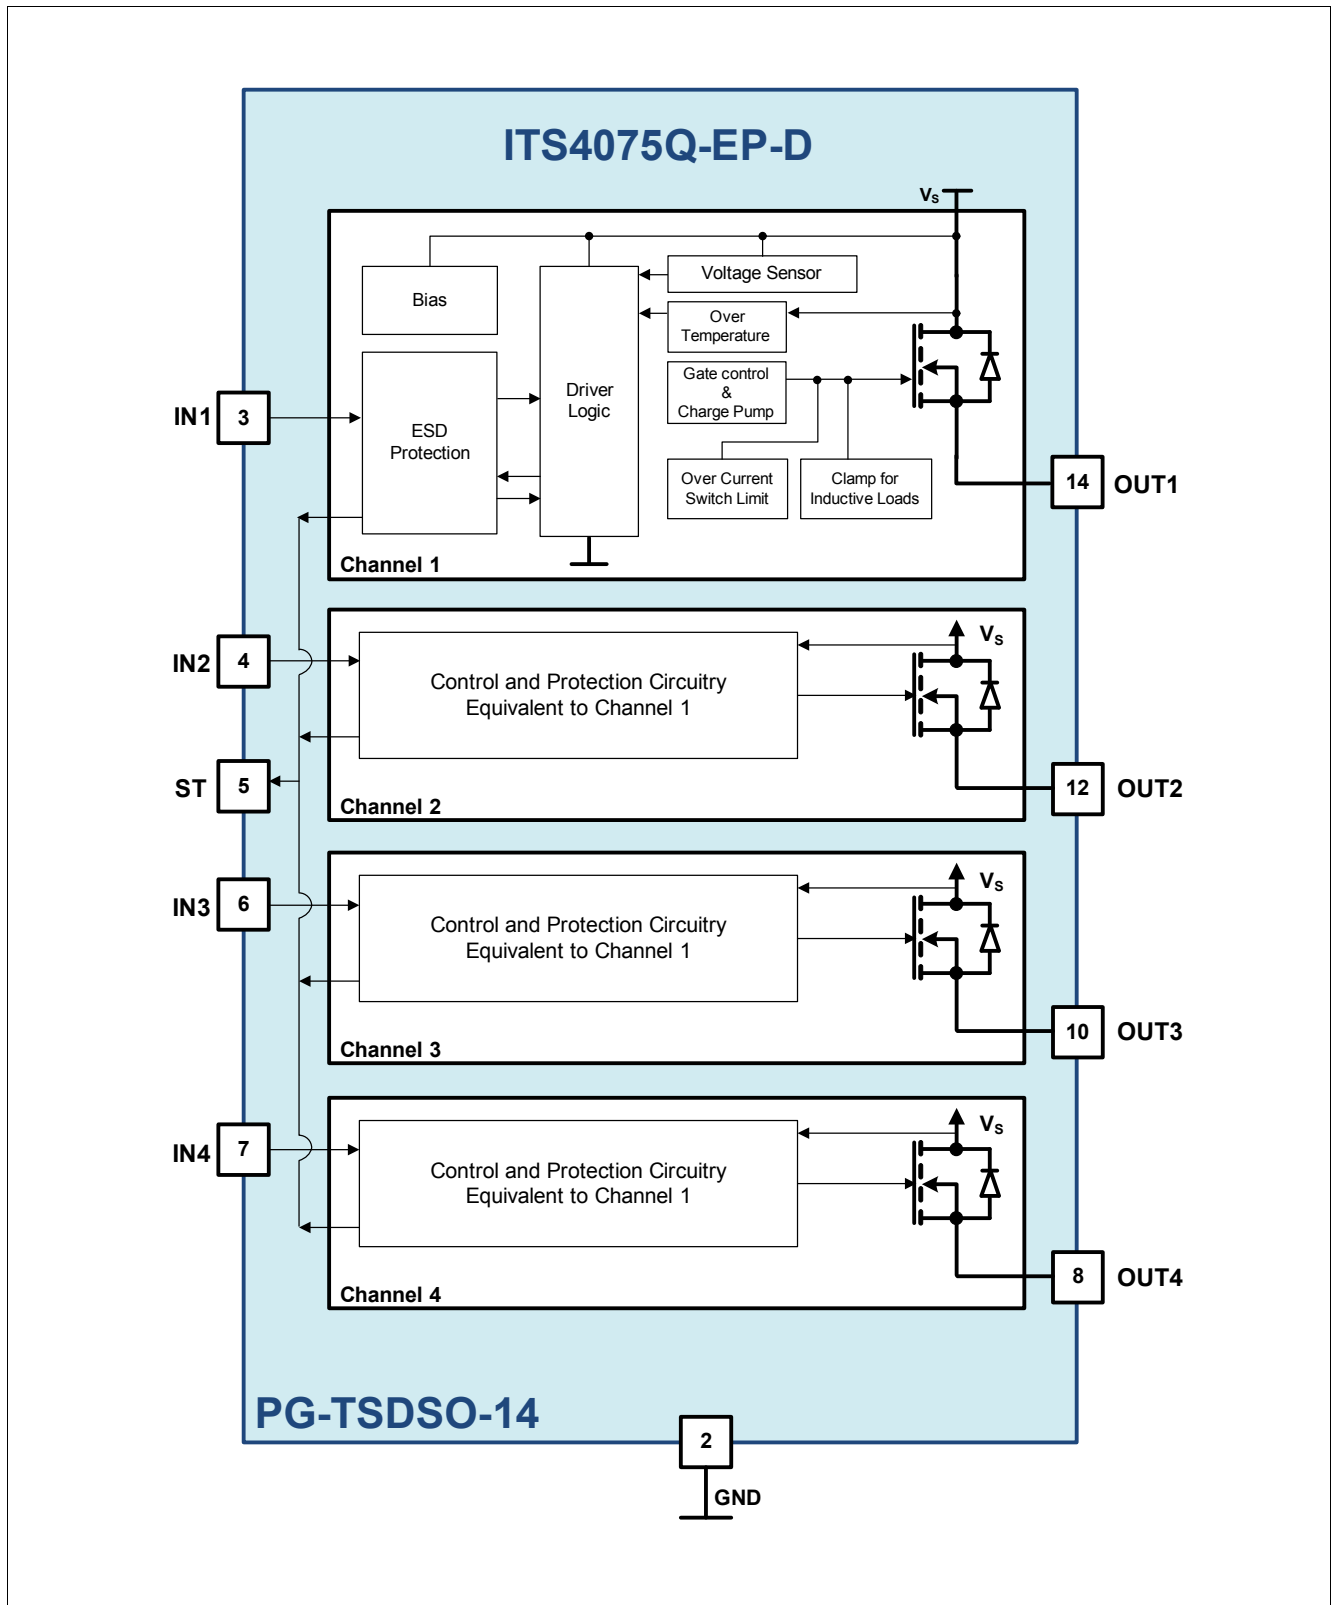 ITS4075Q-EP-D
VS
Voltage Sensor
Bias
Over
Temperature
Gate control
&
Charge Pump
Driver
Logic
IN1
3
ESD
Protection
Over Current
Switch Limit
Clamp for
Inductive Loads
14
OUT1
Channel 1
IN2
4
VS
Control and Protection Circuitry
Equivalent to Channel 1
ST
5
12
OUT2
Channel 2
IN3
6
VS
Control and Protection Circuitry
Equivalent to Channel 1
10
OUT3
Channel 3
IN4
7
VS
Control and Protection Circuitry
Equivalent to Channel 1
8
OUT4
Channel 4
PG-TSDSO-14
2
GND